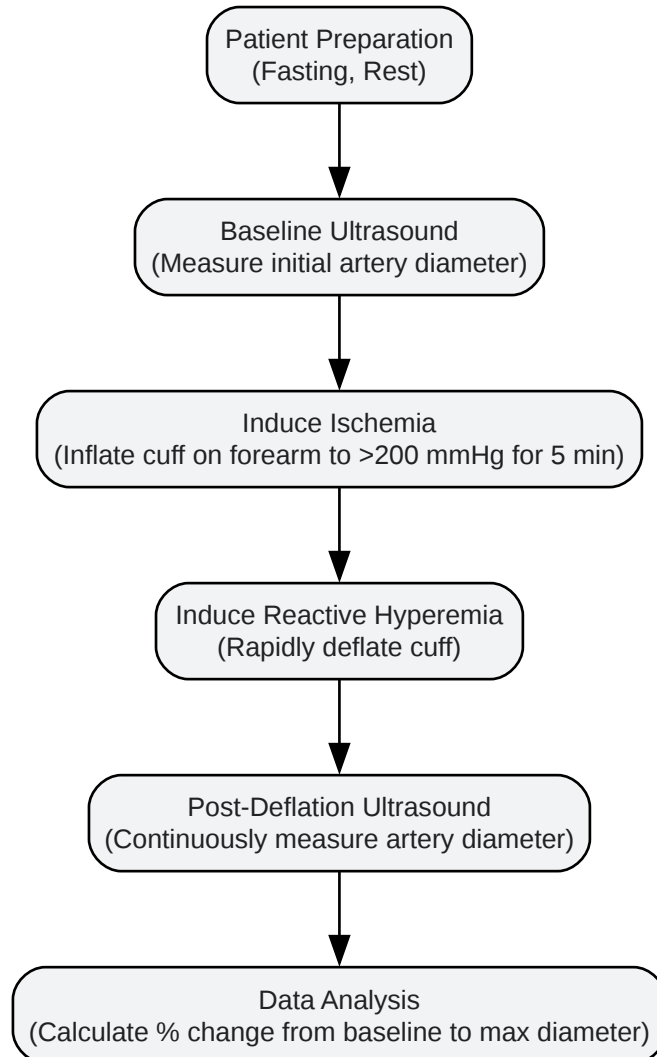 Patient Preparation
(Fasting, Rest)
Baseline Ultrasound
(Measure initial artery diameter)
Induce Ischemia
(Inflate cuff on forearm to >200 mmHg for 5 min)
Induce Reactive Hyperemia
(Rapidly deflate cuff)
Post-Deflation Ultrasound
(Continuously measure artery diameter)
Data Analysis
(Calculate % change from baseline to max diameter)